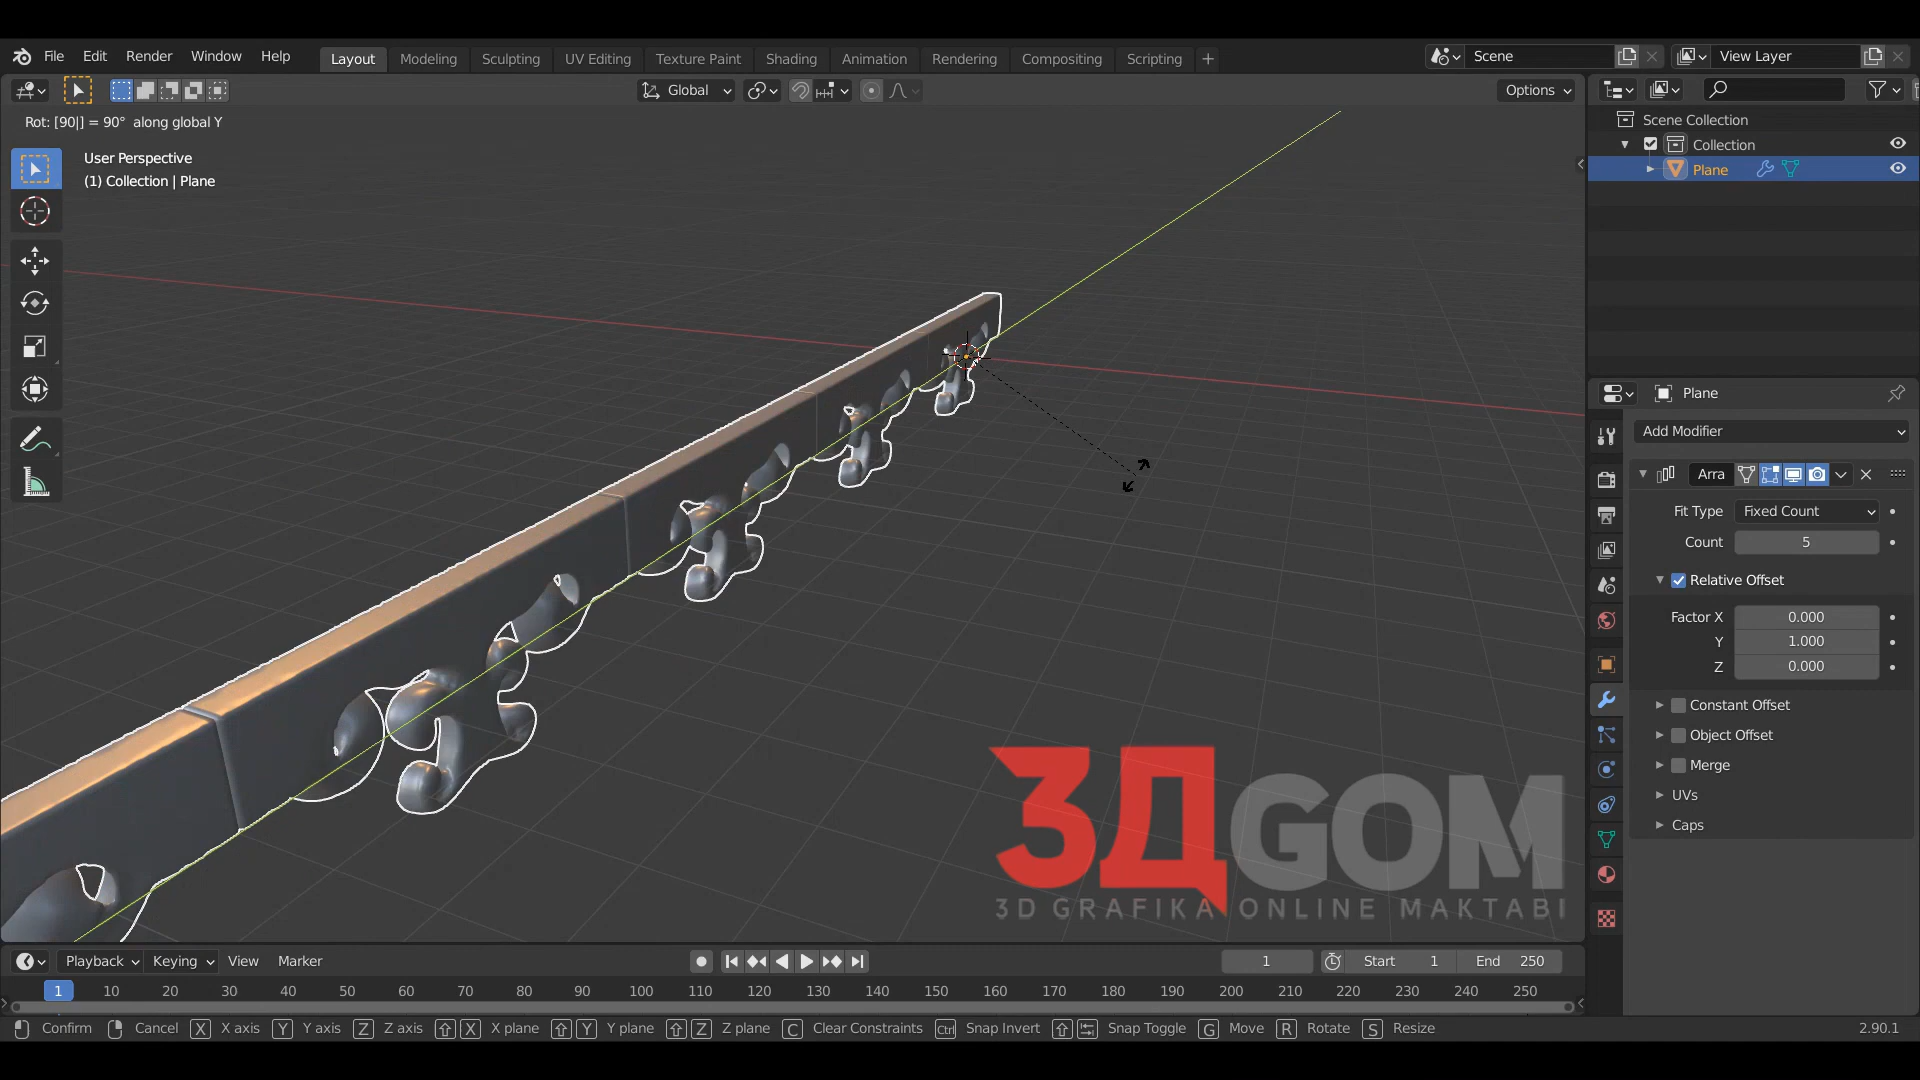 File Edit Render Window Help Layout Modeling Sculpting UV Editing Texture Paint Shading Animation Rendering Compositing Scripting + Scene View Layer
Global Options
Rot: [90|] = 90° along global Y
User Perspective
(1) Collection | Plane
Scene Collection
Collection
Plane
Plane
Add Modifier
Arra
Fit Type Fixed Count
Count 5
Relative Offset
Factor X 0.000
Y 1.000
Z 0.000
Constant Offset
Object Offset
Merge
UVs
Caps
3ДGOM
3D GRAFIKA ONLINE MAKTABI
Playback Keying View Marker 1 Start 1 End 250
1 10 20 30 40 50 60 70 80 90 100 110 120 130 140 150 160 170 180 190 200 210 220 230 240 250
Confirm Cancel X X axis Y Y axis Z Z axis X X plane Y Y plane Z Z plane C Clear Constraints Ctrl Snap Invert Snap Toggle G Move R Rotate S Resize 2.90.1